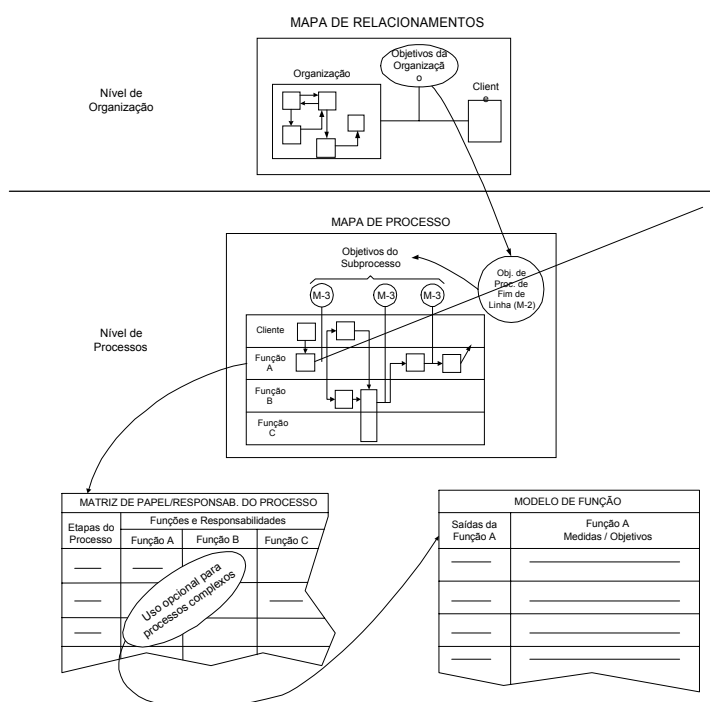 MAPA DE RELACIONAMENTOS
Objetivos da
Organizaçã
o
Organização
Client
e
Nível de
Organização
MAPA DE PROCESSO
Objetivos do
Subprocesso
Obj. de
Proc. de
Fim de
Linha (M-2)
M-3
M-3
M-3
Nível de
Processos
Cliente
Função
A
Função
B
Função
C
MATRIZ DE PAPEL/RESPONSAB. DO PROCESSO
Etapas do
Processo
Funções e Responsabilidades
Função A
Função B
Função C
Uso opcional para
processos complexos
MODELO DE FUNÇÃO
Saídas da
Função A
Função A
Medidas / Objetivos